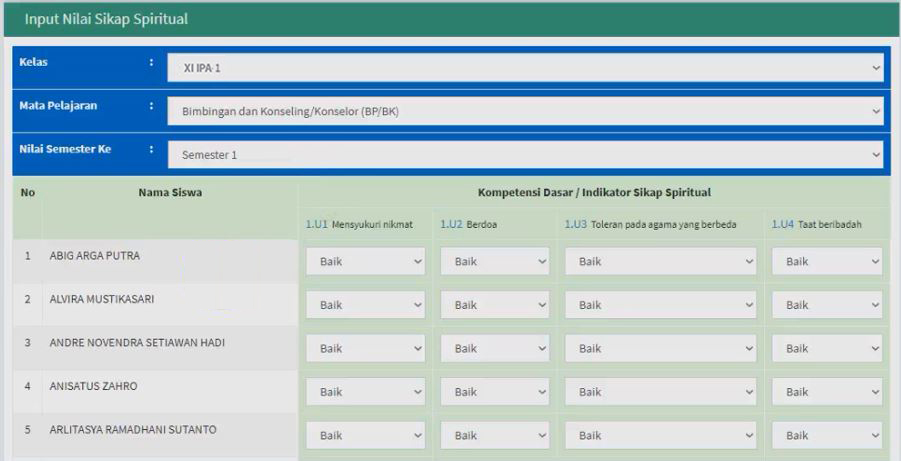 Input Nilai Sikap Spiritual
Kelas : XI IPA 1
Mata Pelajaran : Bimbingan dan Konseling/Konselor (BP/BK)
Nilai Semester Ke : Semester 1
No Nama Siswa Kompetensi Dasar / Indikator Sikap Spiritual
1.U1 Mensyukuri nikmat 1.U2 Berdoa 1.U3 Toleran pada agama yang berbeda 1.U4 Taat beribadah
1 ABIG ARGA PUTRA Baik Baik Baik Baik
2 ALVIRA MUSTIKASARI Baik Baik Baik Baik
3 ANDRE NOVENDRA SETIAWAN HADI Baik Baik Baik Baik
4 ANISATUS ZAHRO Baik Baik Baik Baik
5 ARLITASYA RAMADHANI SUTANTO Baik Baik Baik Baik